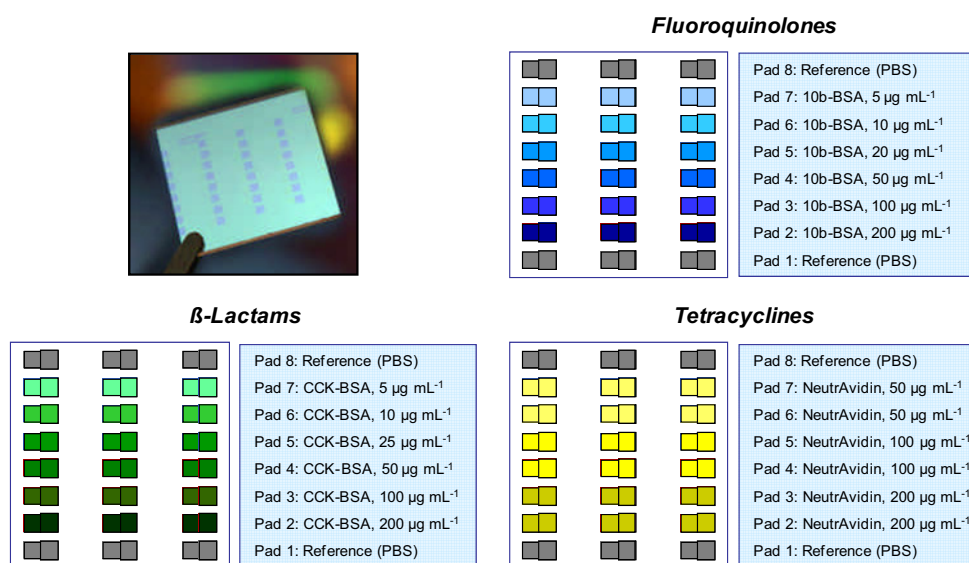 Fluoroquinolones
Pad 8: Reference (PBS)
Pad 7: 10b-BSA, 5 µg mL⁻¹
Pad 6: 10b-BSA, 10 µg mL⁻¹
Pad 5: 10b-BSA, 20 µg mL⁻¹
Pad 4: 10b-BSA, 50 µg mL⁻¹
Pad 3: 10b-BSA, 100 µg mL⁻¹
Pad 2: 10b-BSA, 200 µg mL⁻¹
Pad 1: Reference (PBS)
ß-Lactams
Pad 8: Reference (PBS)
Pad 7: CCK-BSA, 5 µg mL⁻¹
Pad 6: CCK-BSA, 10 µg mL⁻¹
Pad 5: CCK-BSA, 25 µg mL⁻¹
Pad 4: CCK-BSA, 50 µg mL⁻¹
Pad 3: CCK-BSA, 100 µg mL⁻¹
Pad 2: CCK-BSA, 200 µg mL⁻¹
Pad 1: Reference (PBS)
Tetracyclines
Pad 8: Reference (PBS)
Pad 7: NeutrAvidin, 50 µg mL⁻¹
Pad 6: NeutrAvidin, 50 µg mL⁻¹
Pad 5: NeutrAvidin, 100 µg mL⁻¹
Pad 4: NeutrAvidin, 100 µg mL⁻¹
Pad 3: NeutrAvidin, 200 µg mL⁻¹
Pad 2: NeutrAvidin, 200 µg mL⁻¹
Pad 1: Reference (PBS)